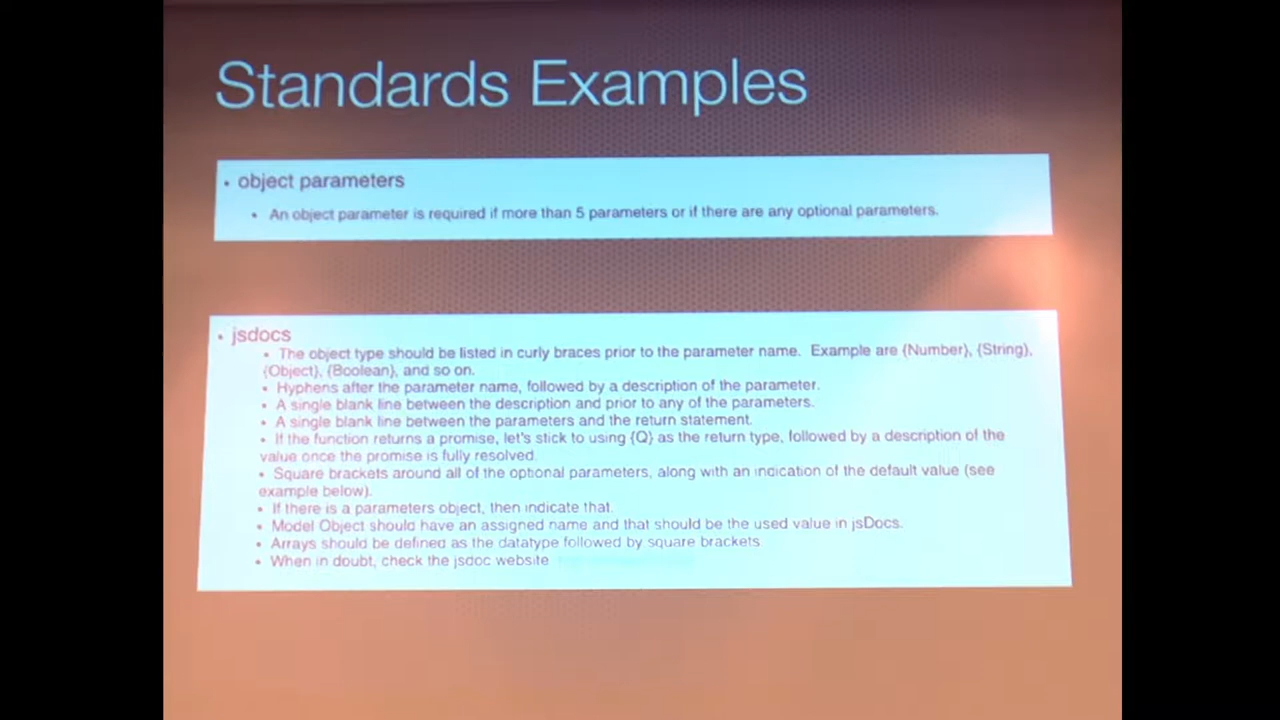 Standards Examples
• object parameters
• An object parameter is required if more than 5 parameters or if there are any optional parameters.
• jsdocs
• The object type should be listed in curly braces prior to the parameter name. Example are {Number}, {String},
{Object}, {Boolean}, and so on.
• Hyphens after the parameter name, followed by a description of the parameter.
• A single blank line between the description and prior to any of the parameters.
• A single blank line between the parameters and the return statement.
• If the function returns a promise, let's stick to using {Q} as the return type, followed by a description of the
value once the promise is fully resolved.
• Square brackets around all of the optional parameters, along with an indication of the default value (see
example below).
• If there is a parameters object, then indicate that.
• Model Object should have an assigned name and that should be the used value in jsDocs.
• Arrays should be defined as the datatype followed by square brackets
• When in doubt, check the jsdoc website